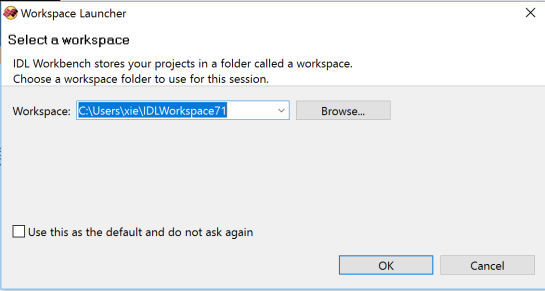 Workspace Launcher
Select a workspace
IDL Workbench stores your projects in a folder called a workspace.
Choose a workspace folder to use for this session.
Workspace: C:\Users\xie\IDLWorkspace71 Browse...
Use this as the default and do not ask again
OK Cancel